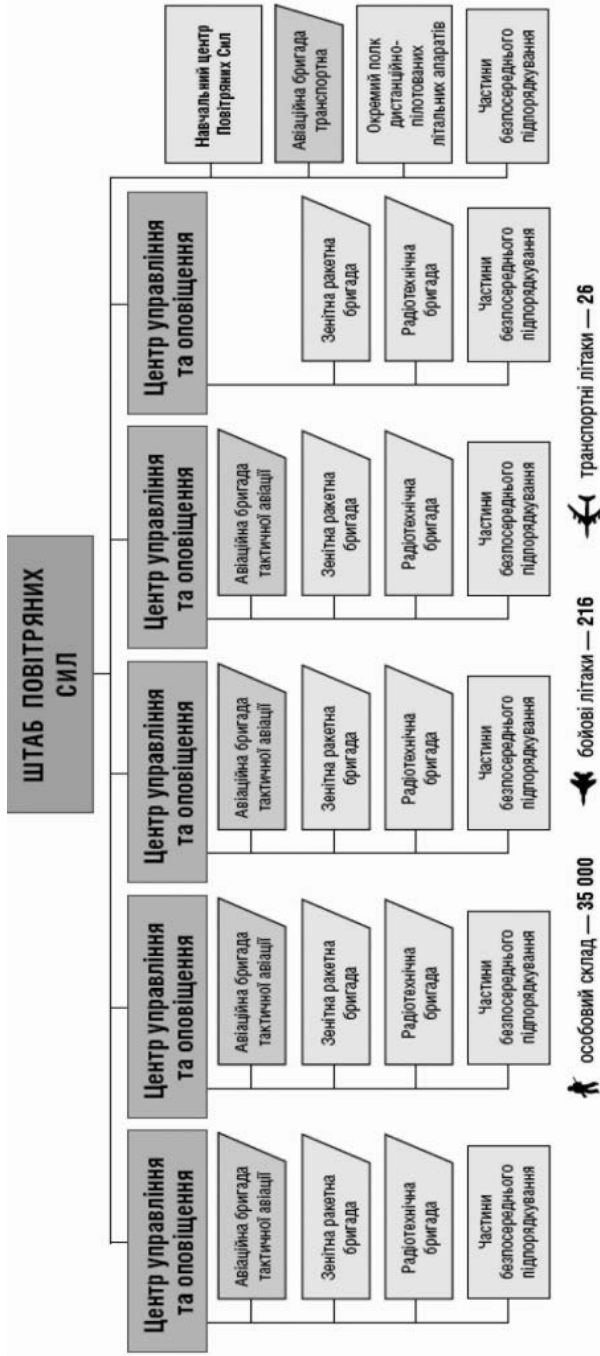 ШТАБ ПОВІТРЯНИХ
СИЛ
Центр управління
та оповіщення
Авіаційна бригада
тактичної авіації
Зенітна ракетна
бригада
Радіотехнічна
бригада
Частини
безпосереднього
підпорядкування
Центр управління
та оповіщення
Авіаційна бригада
тактичної авіації
Зенітна ракетна
бригада
Радіотехнічна
бригада
Частини
безпосереднього
підпорядкування
Центр управління
та оповіщення
Авіаційна бригада
тактичної авіації
Зенітна ракетна
бригада
Радіотехнічна
бригада
Частини
безпосереднього
підпорядкування
Центр управління
та оповіщення
Авіаційна бригада
тактичної авіації
Зенітна ракетна
бригада
Радіотехнічна
бригада
Частини
безпосереднього
підпорядкування
Центр управління
та оповіщення
Зенітна ракетна
бригада
Радіотехнічна
бригада
Частини
безпосереднього
підпорядкування
Навчальний центр
Повітряних Сил
Авіаційна бригада
транспортна
Окремий полк
дистанційно-
пілотованих
літальних апаратів
Частини
безпосереднього
підпорядкування
особовий склад — 35 000
бойові літаки — 216
транспортні літаки — 26